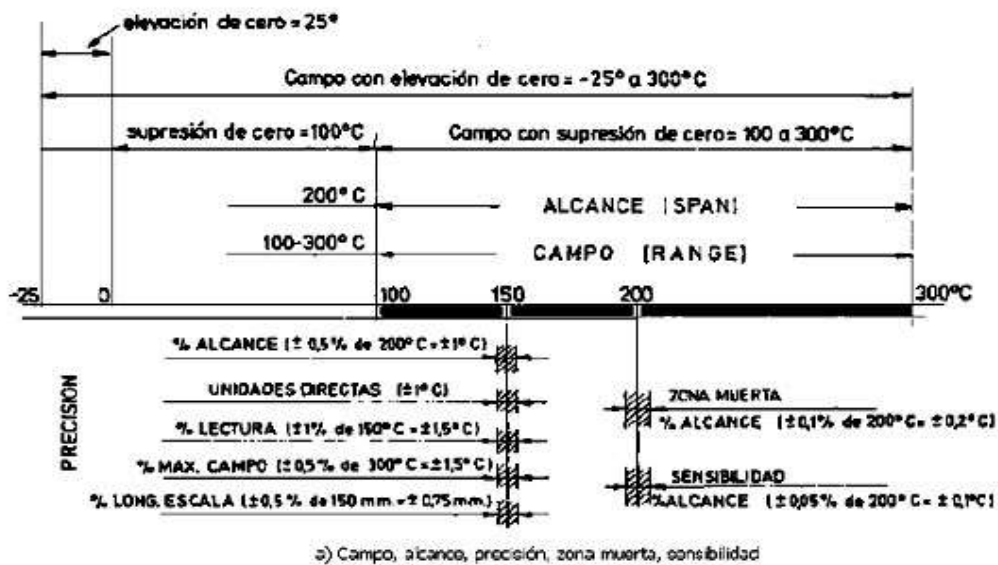 elevación de cero = 25°
Campo con elevación de cero = -25° a 300°C
supresión de cero = 100°C
Campo con supresión de cero = 100 a 300°C
200° C
ALCANCE (SPAN)
100-300° C
CAMPO (RANGE)
-25 0 100 150 200 300°C
PRECISION
% ALCANCE (± 0,5% de 200°C = ±1°C)
UNIDADES DIRECTAS (±1°C)
% LECTURA (±1% de 150°C = ±1,5°C)
% MAX. CAMPO (±0,5% de 300°C = ±1,5°C)
% LONG. ESCALA (±0,5% de 150 mm. = ± 0,75 m.m.)
ZONA MUERTA
% ALCANCE (±0,1% de 200°C = ±0,2°C)
SENSIBILIDAD
% ALCANCE (±0,05% de 200°C = ±0,1°C)
a) Campo, alcance, precisión, zona muerta, sensibilidad